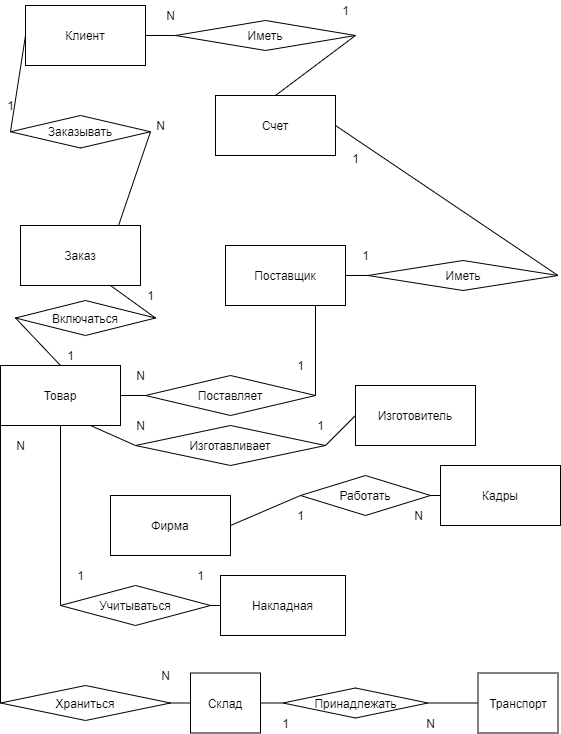 N
1
Клиент
Иметь
1
Заказывать
N
Счет
1
Заказ
1
Поставщик
Иметь
1
Включаться
1
N
1
Товар
Поставляет
N
1
Изготовитель
N
Изготавливает
Работать
Кадры
1
N
Фирма
1
1
Учитываться
Накладная
N
Храниться
Склад
Принадлежать
Транспорт
1
N